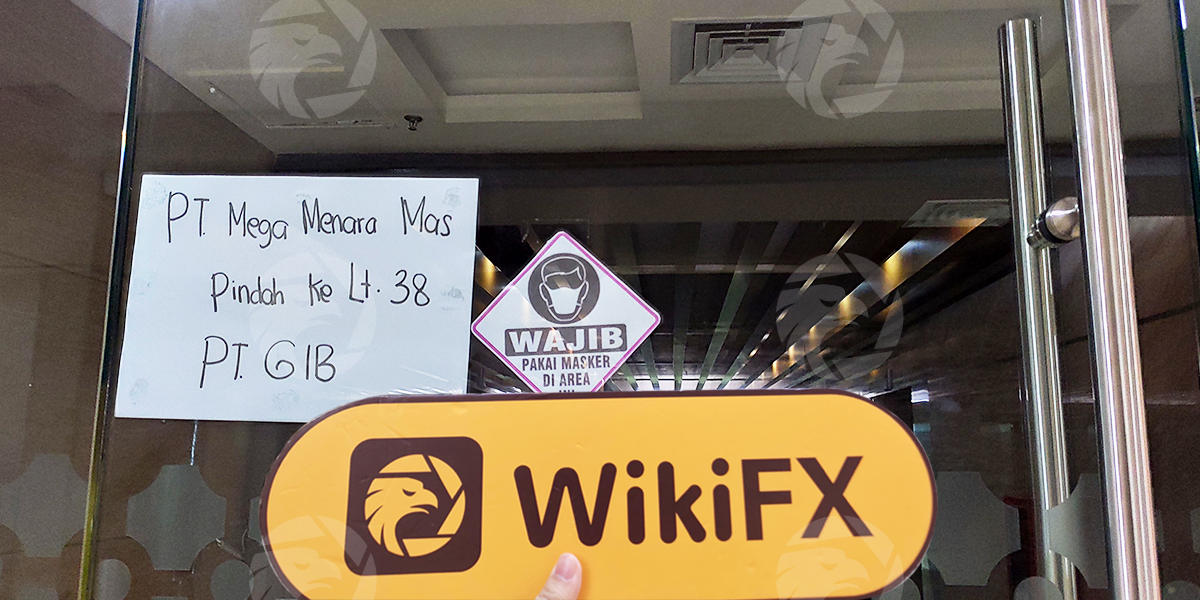 PT. Mega Menara Mas
Pindah ke Lt. 38
PT. GIB
WAJIB
PAKAI MASKER
DI AREA
WikiFX